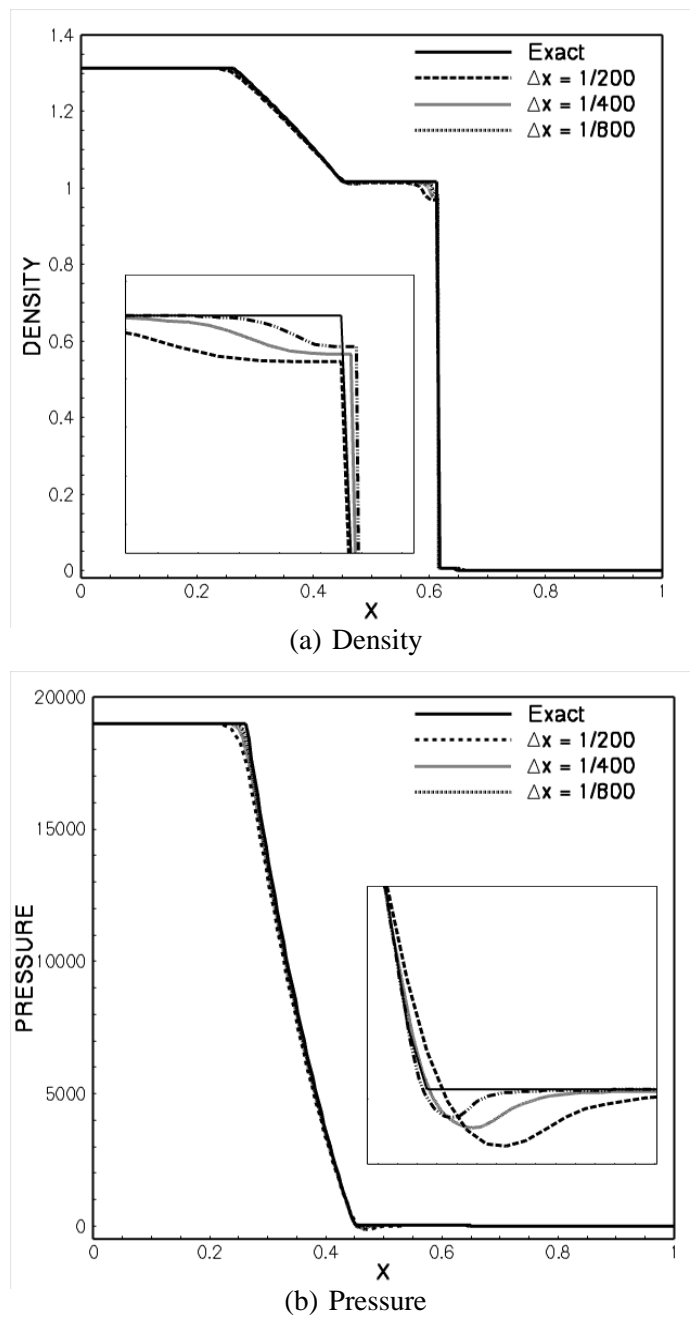 1.4
1.2
1
0.8
0.6
0.4
0.2
0
DENSITY
Exact
Δx = 1/200
Δx = 1/400
Δx = 1/800
0
0.2
0.4
0.6
0.8
1
X
(a) Density
20000
15000
10000
5000
0
PRESSURE
Exact
Δx = 1/200
Δx = 1/400
Δx = 1/800
0
0.2
0.4
0.6
0.8
1
X
(b) Pressure